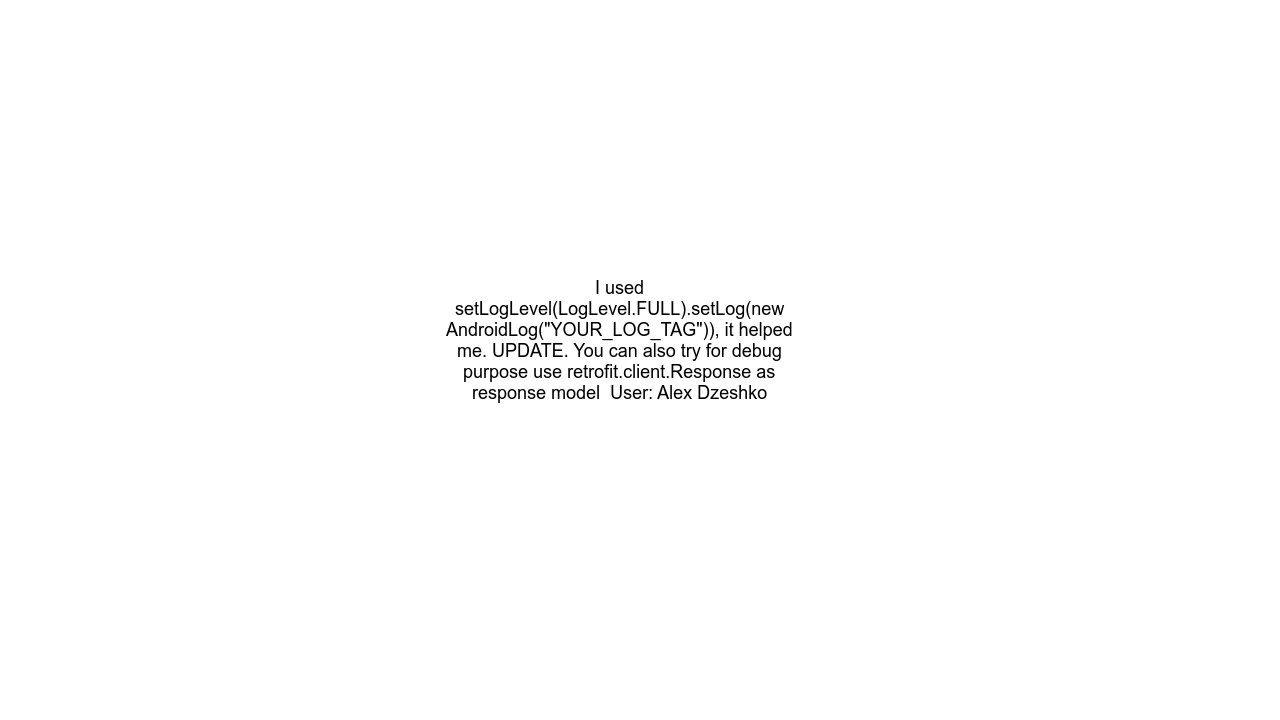 I used
setLogLevel(LogLevel.FULL).setLog(new
AndroidLog("YOUR_LOG_TAG")), it helped
me. UPDATE. You can also try for debug
purpose use retrofit.client.Response as
response model  User: Alex Dzeshko